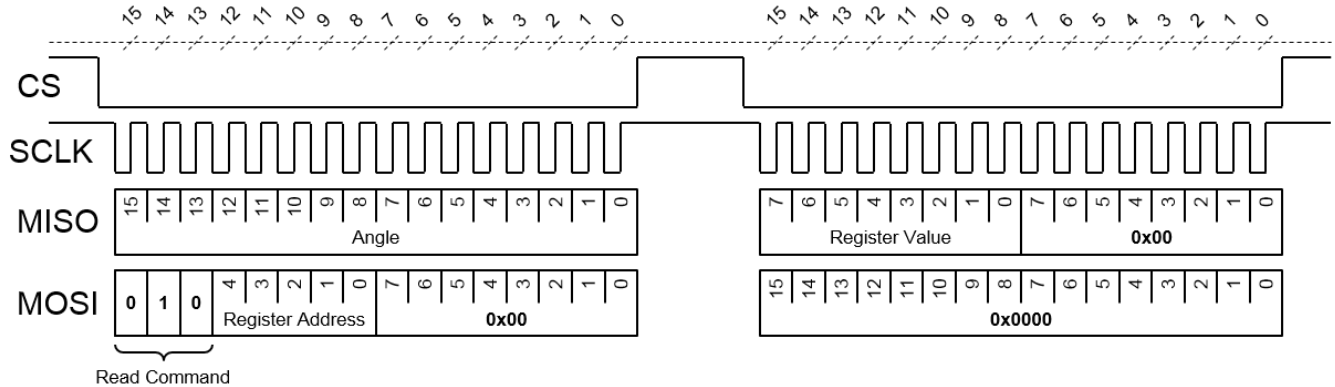 15 14 13 12 11 10 9 8 7 6 5 4 3 2 1 0 15 14 13 12 11 10 9 8 7 6 5 4 3 2 1 0
CS
SCLK
MISO 15 14 13 12 11 10 9 8 7 6 5 4 3 2 1 0 7 6 5 4 3 2 1 0 7 6 5 4 3 2 1 0
Angle Register Value 0x00
MOSI 0 1 0 4 3 2 1 0 7 6 5 4 3 2 1 0 15 14 13 12 11 10 9 8 7 6 5 4 3 2 1 0
Register Address 0x00 0x0000
Read Command